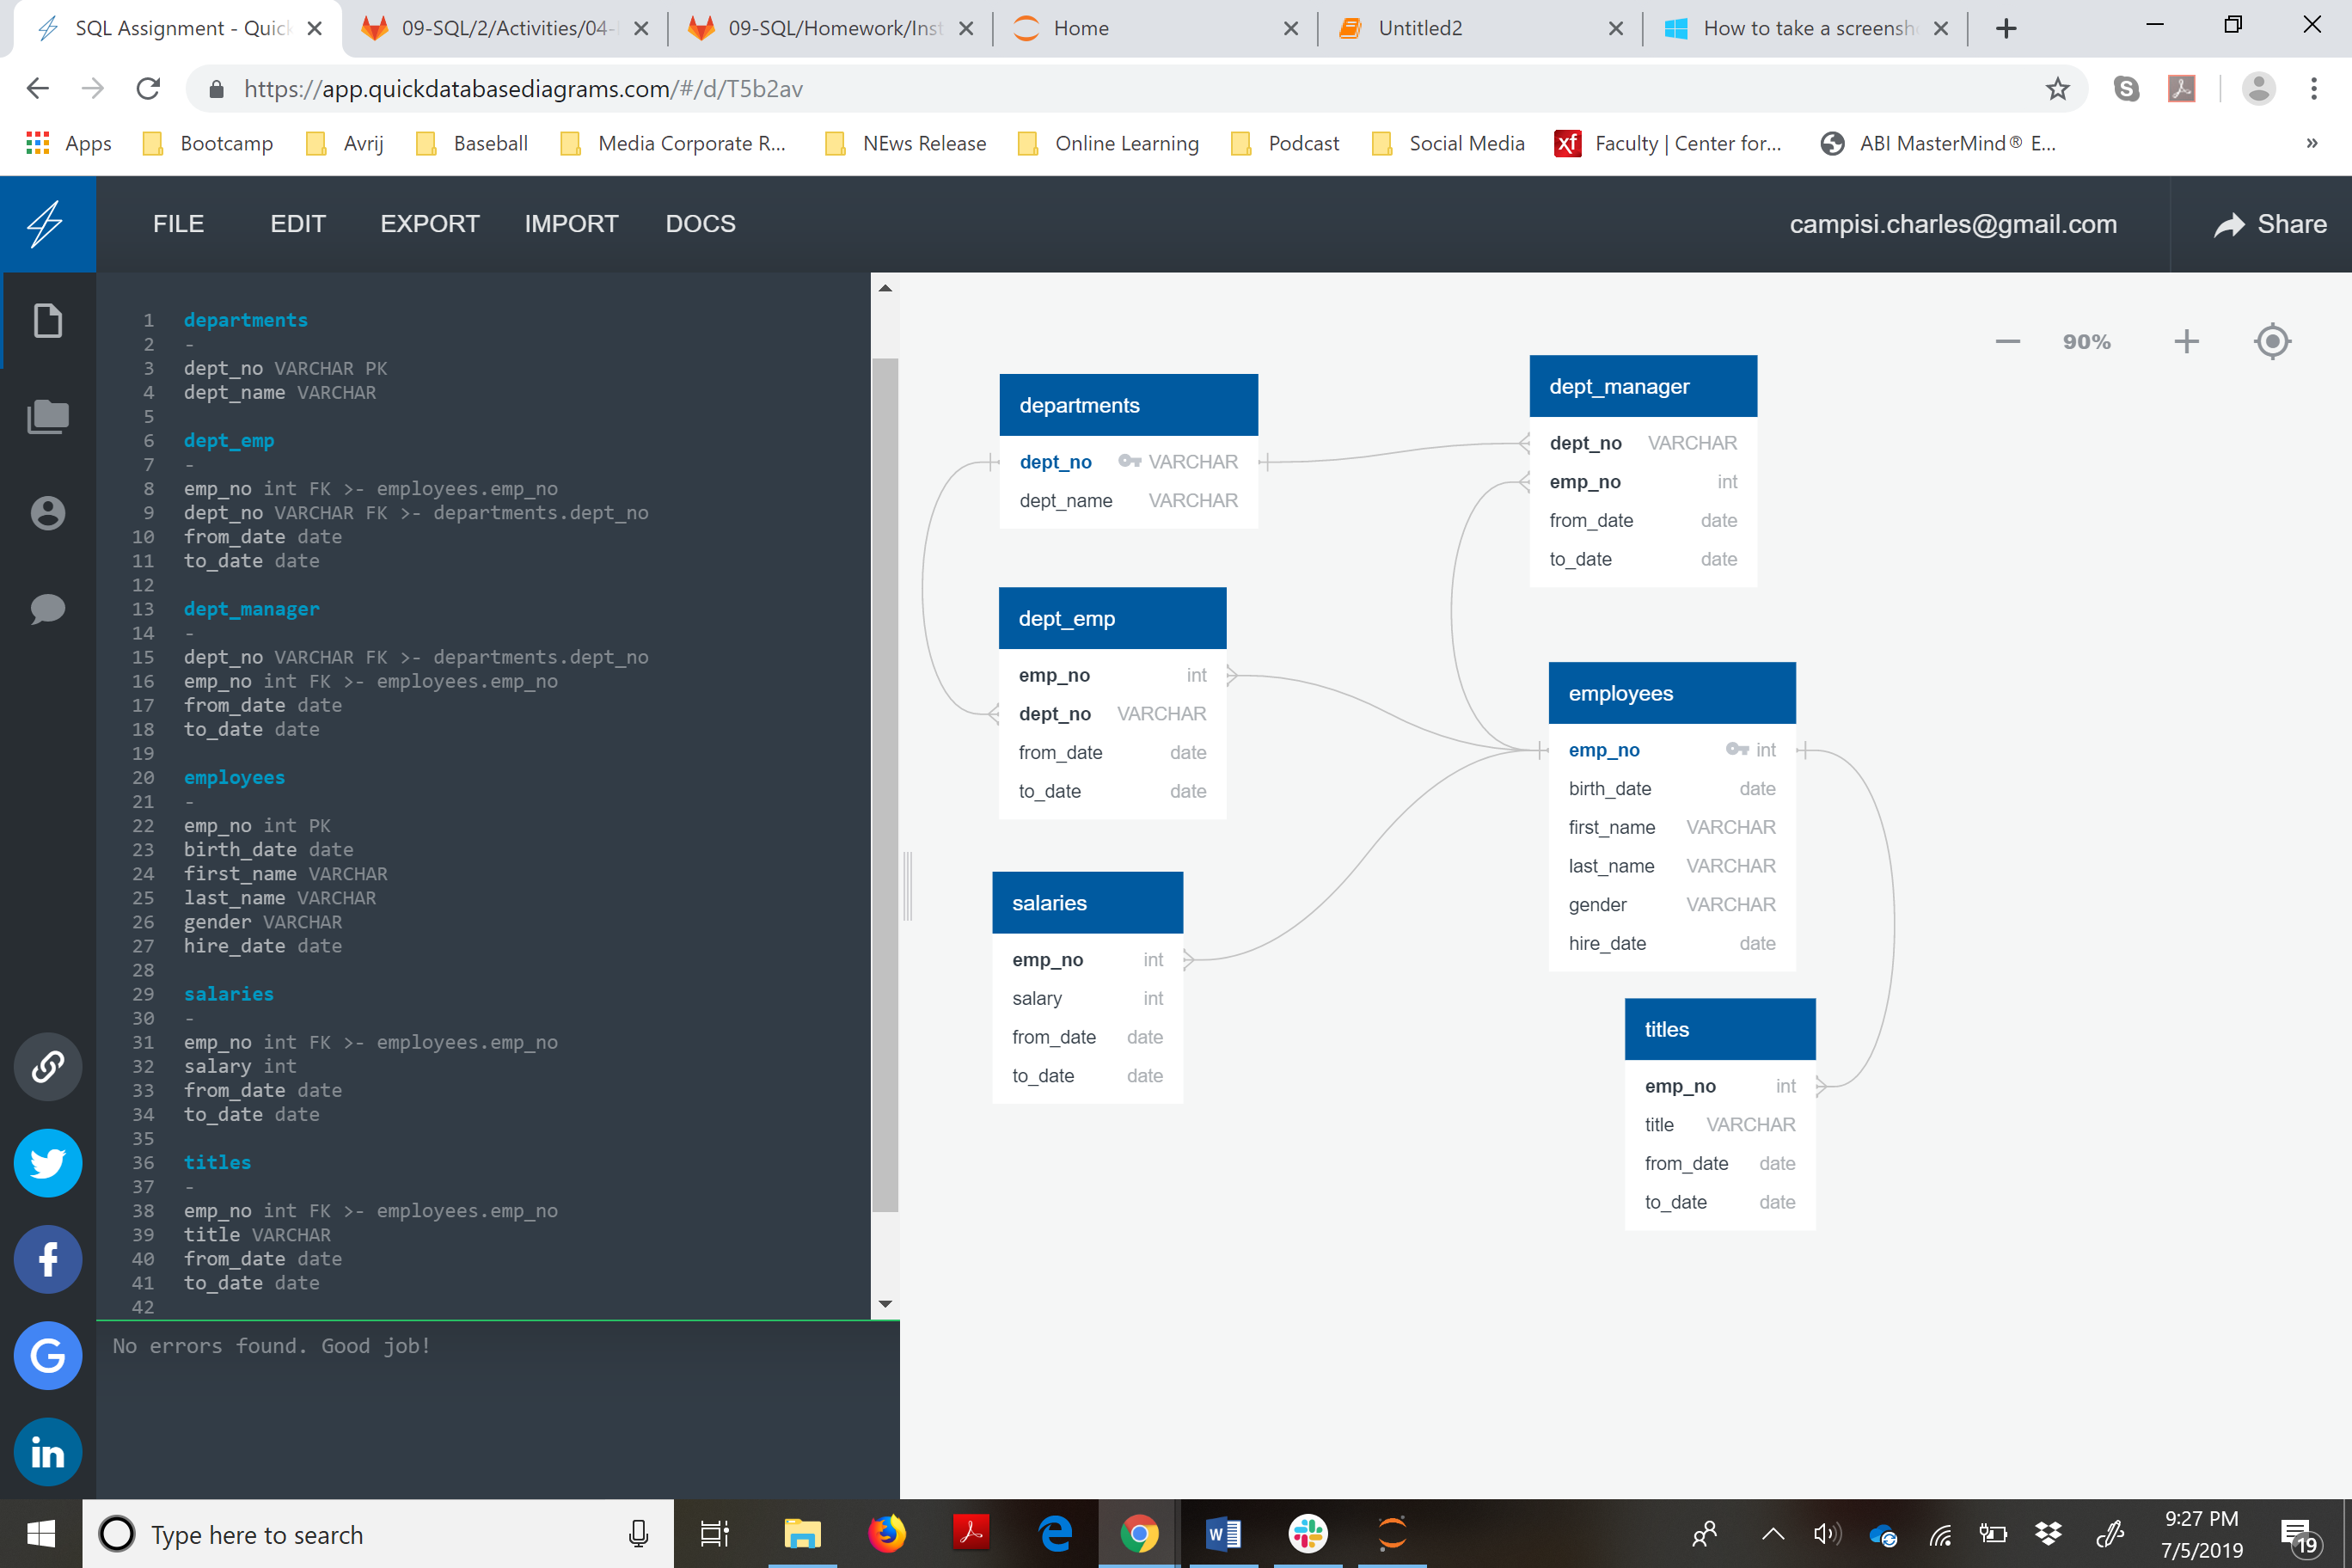 SQL Assignment - Quic
09-SQL/2/Activities/04-
09-SQL/Homework/Inst
Home
Untitled2
How to take a screensh
https://app.quickdatabasediagrams.com/#/d/T5b2av
Apps
Bootcamp
Avrij
Baseball
Media Corporate R...
NEws Release
Online Learning
Podcast
Social Media
xf
Faculty | Center for...
ABI MasterMind® E...
»
FILE
EDIT
EXPORT
IMPORT
DOCS
campisi.charles@gmail.com
Share
1 departments
2 -
3 dept_no VARCHAR PK
4 dept_name VARCHAR
5
6 dept_emp
7 -
8 emp_no int FK >- employees.emp_no
9 dept_no VARCHAR FK >- departments.dept_no
10 from_date date
11 to_date date
12
13 dept_manager
14 -
15 dept_no VARCHAR FK >- departments.dept_no
16 emp_no int FK >- employees.emp_no
17 from_date date
18 to_date date
19
20 employees
21 -
22 emp_no int PK
23 birth_date date
24 first_name VARCHAR
25 last_name VARCHAR
26 gender VARCHAR
27 hire_date date
28
29 salaries
30 -
31 emp_no int FK >- employees.emp_no
32 salary int
33 from_date date
34 to_date date
35
36 titles
37 -
38 emp_no int FK >- employees.emp_no
39 title VARCHAR
40 from_date date
41 to_date date
42
No errors found. Good job!
90%
departments
dept_no VARCHAR
dept_name VARCHAR
dept_manager
dept_no VARCHAR
emp_no int
from_date date
to_date date
dept_emp
emp_no int
dept_no VARCHAR
from_date date
to_date date
employees
emp_no int
birth_date date
first_name VARCHAR
last_name VARCHAR
gender VARCHAR
hire_date date
salaries
emp_no int
salary int
from_date date
to_date date
titles
emp_no int
title VARCHAR
from_date date
to_date date
Type here to search
9:27 PM
7/5/2019
19